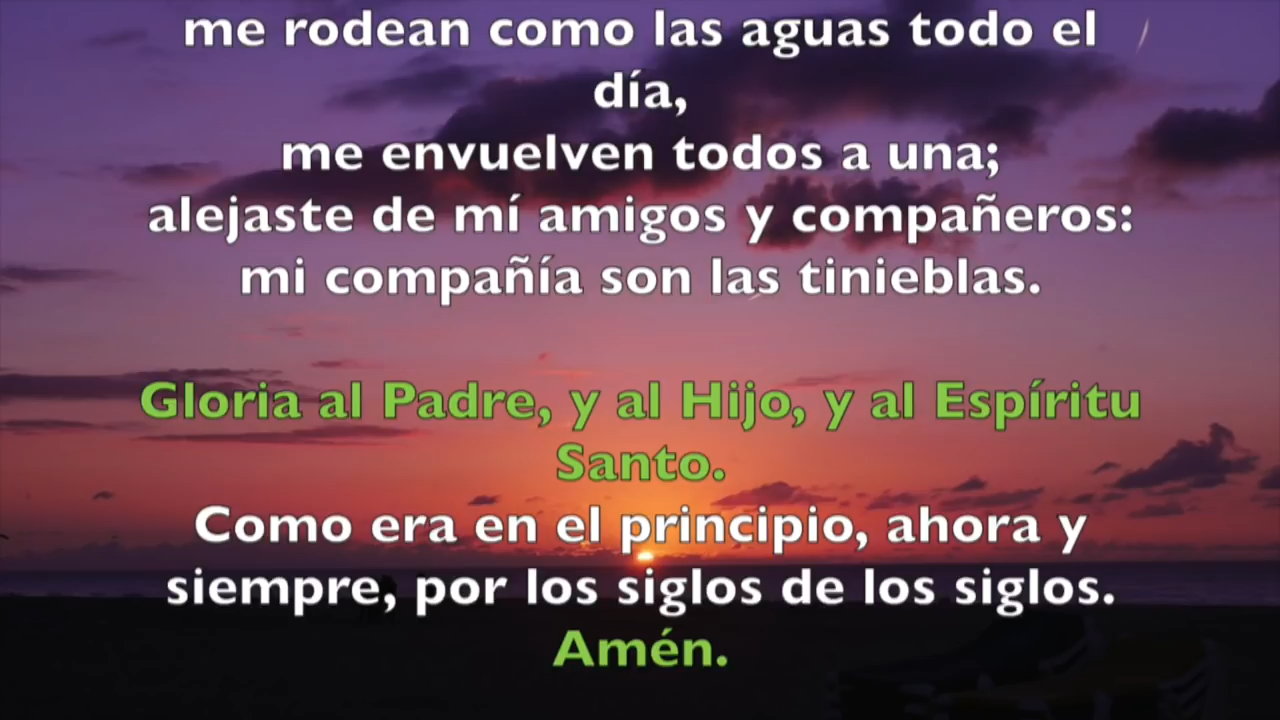 me rodean como las aguas todo el
día,
me envuelven todos a una;
alejaste de mí amigos y compañeros:
mi compañía son las tinieblas.
Gloria al Padre, y al Hijo, y al Espíritu
Santo.
Como era en el principio, ahora y
siempre, por los siglos de los siglos.
Amén.